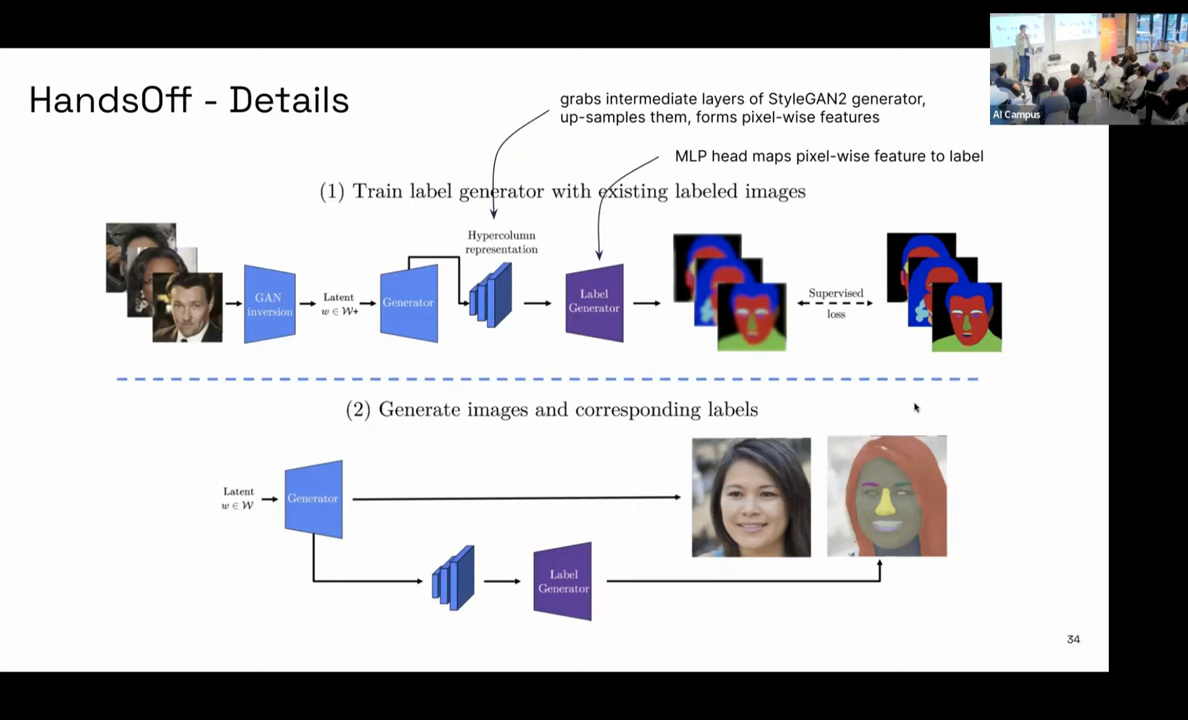 HandsOff - Details
grabs intermediate layers of StyleGAN2 generator,
up-samples them, forms pixel-wise features
AI Campus
MLP head maps pixel-wise feature to label
(1) Train label generator with existing labeled images
Hypercolumn
representation
GAN
inversion
Latent
w ∈ W+
Generator
Label
Generator
Supervised
loss
(2) Generate images and corresponding labels
Latent
w ∈ W
Generator
Label
Generator
34